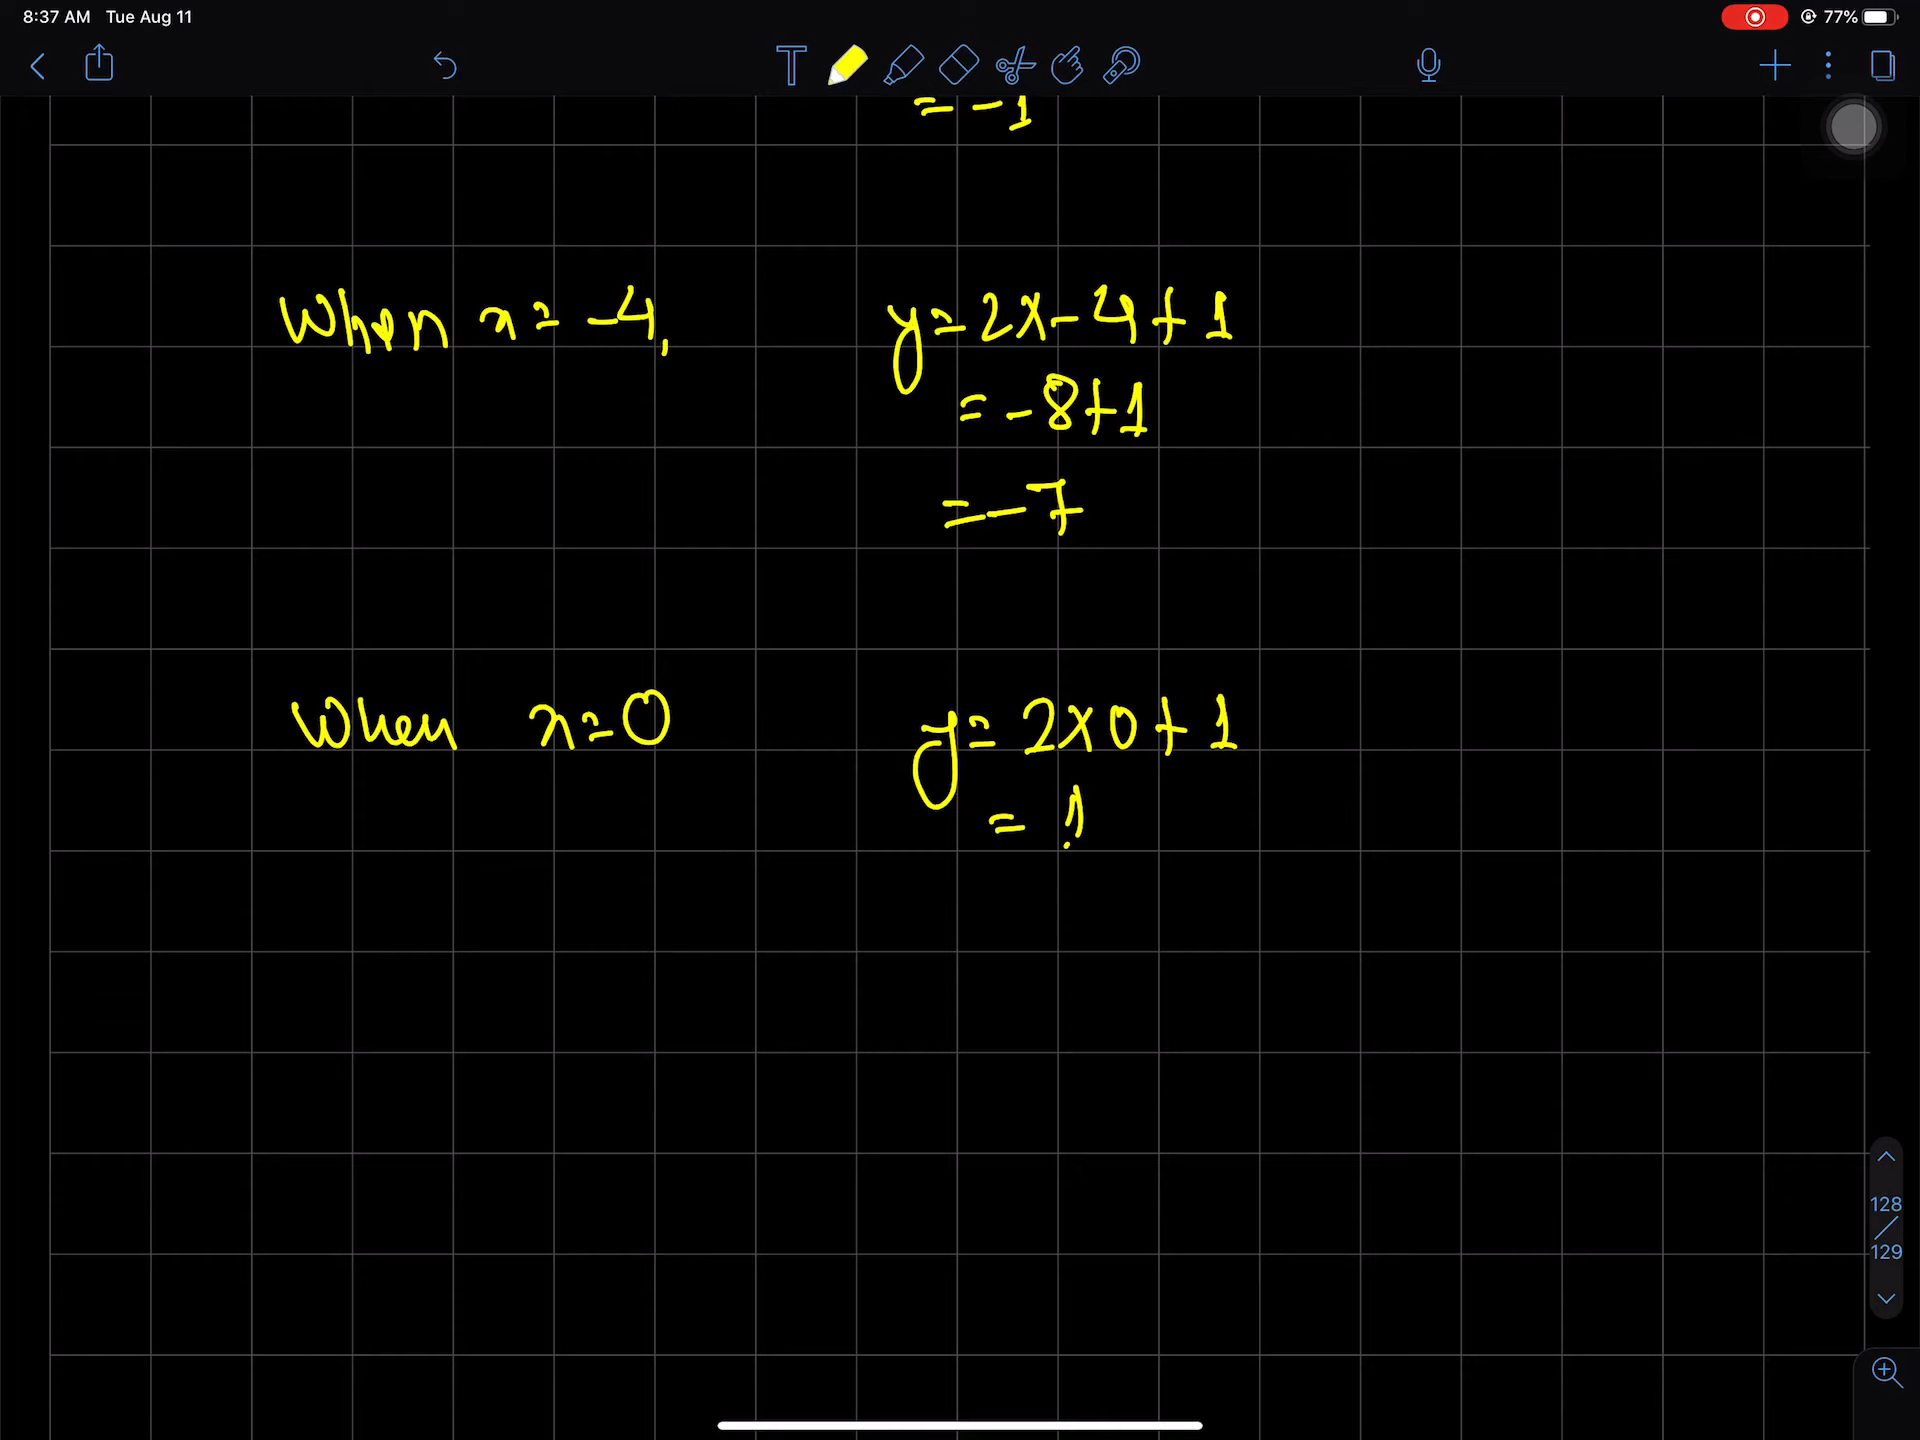 8:37 AM Tue Aug 11
77%
T
= -1
When x = -4, y = 2x-4+1
= -8+1
= -7
When x=0 y= 2x0+1
= 1
128
129